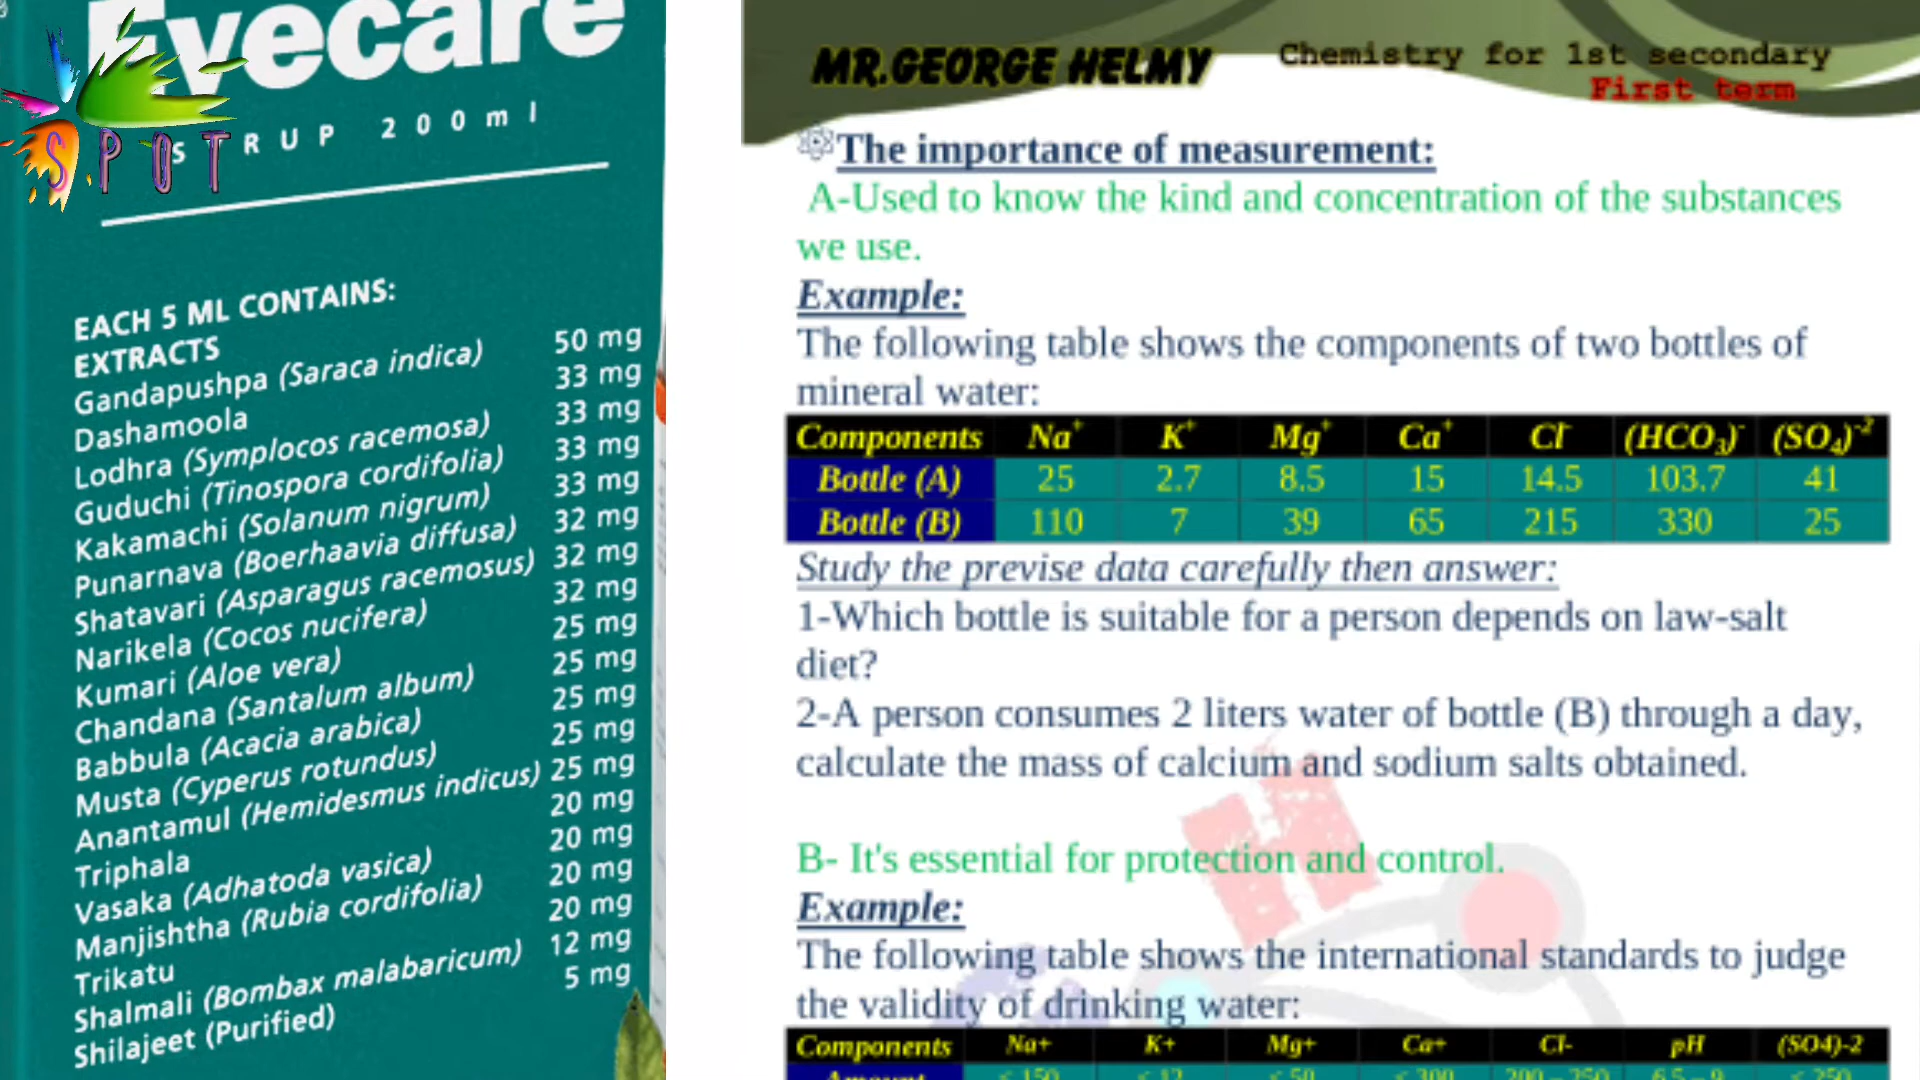 Eyecare
SPOT
SYRUP 200ml
EACH 5 ML CONTAINS:
EXTRACTS
Gandapushpa (Saraca indica) 50 mg
Dashamoola 33 mg
Lodhra (Symplocos racemosa) 33 mg
Guduchi (Tinospora cordifolia) 33 mg
Kakamachi (Solanum nigrum) 33 mg
Punarnava (Boerhaavia diffusa) 32 mg
Shatavari (Asparagus racemosus) 32 mg
Narikela (Cocos nucifera) 32 mg
Kumari (Aloe vera) 25 mg
Chandana (Santalum album) 25 mg
Babbula (Acacia arabica) 25 mg
Musta (Cyperus rotundus) 25 mg
Anantamul (Hemidesmus indicus) 25 mg
Triphala 20 mg
Vasaka (Adhatoda vasica) 20 mg
Manjishtha (Rubia cordifolia) 20 mg
Trikatu 20 mg
Shalmali (Bombax malabaricum) 12 mg
Shilajeet (Purified) 5 mg
MR.GEORGE HELMY Chemistry for 1st secondary
First term
The importance of measurement:
A-Used to know the kind and concentration of the substances
we use.
Example:
The following table shows the components of two bottles of
mineral water:
Components Na+ K+ Mg+ Ca+ Cl- (HCO3)- (SO4)-2
Bottle (A) 25 2.7 8.5 15 14.5 103.7 41
Bottle (B) 110 7 39 65 215 330 25
Study the previse data carefully then answer:
1-Which bottle is suitable for a person depends on law-salt
diet?
2-A person consumes 2 liters water of bottle (B) through a day,
calculate the mass of calcium and sodium salts obtained.
B- It's essential for protection and control.
Example:
The following table shows the international standards to judge
the validity of drinking water:
Components Na+ K+ Mg+ Ca+ Cl- pH (SO4)-2
Amount < 150 < 12 < 50 < 300 200 – 250 6.5 – 9 < 250